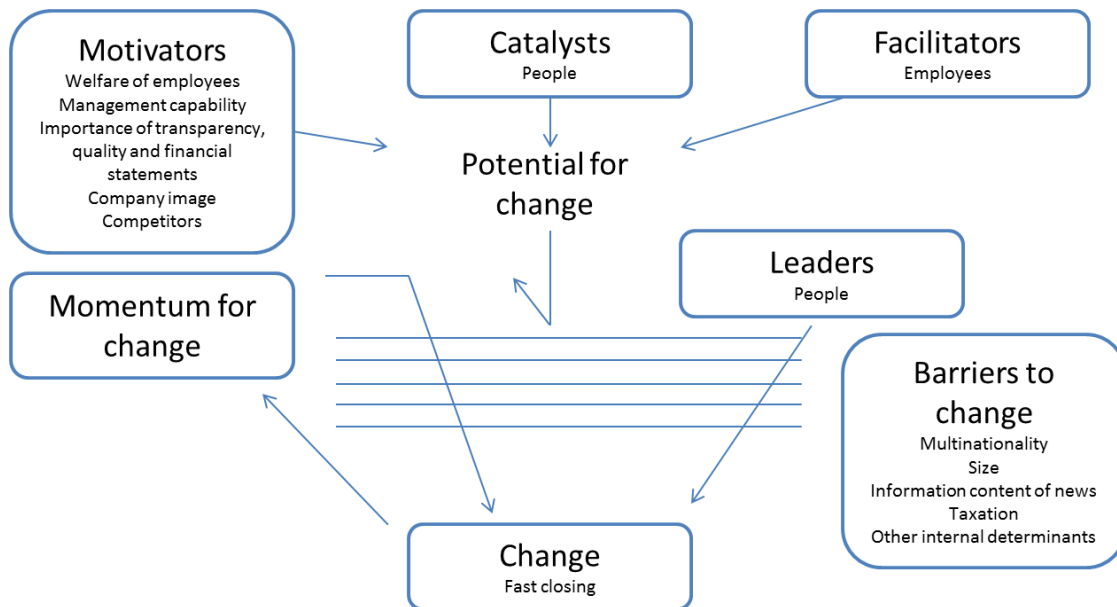 Motivators
Welfare of employees
Management capability
Importance of transparency,
quality and financial
statements
Company image
Competitors
Catalysts
People
Facilitators
Employees
Potential for
change
Leaders
People
Momentum for
change
Barriers to
change
Multinationality
Size
Information content of news
Taxation
Other internal determinants
Change
Fast closing